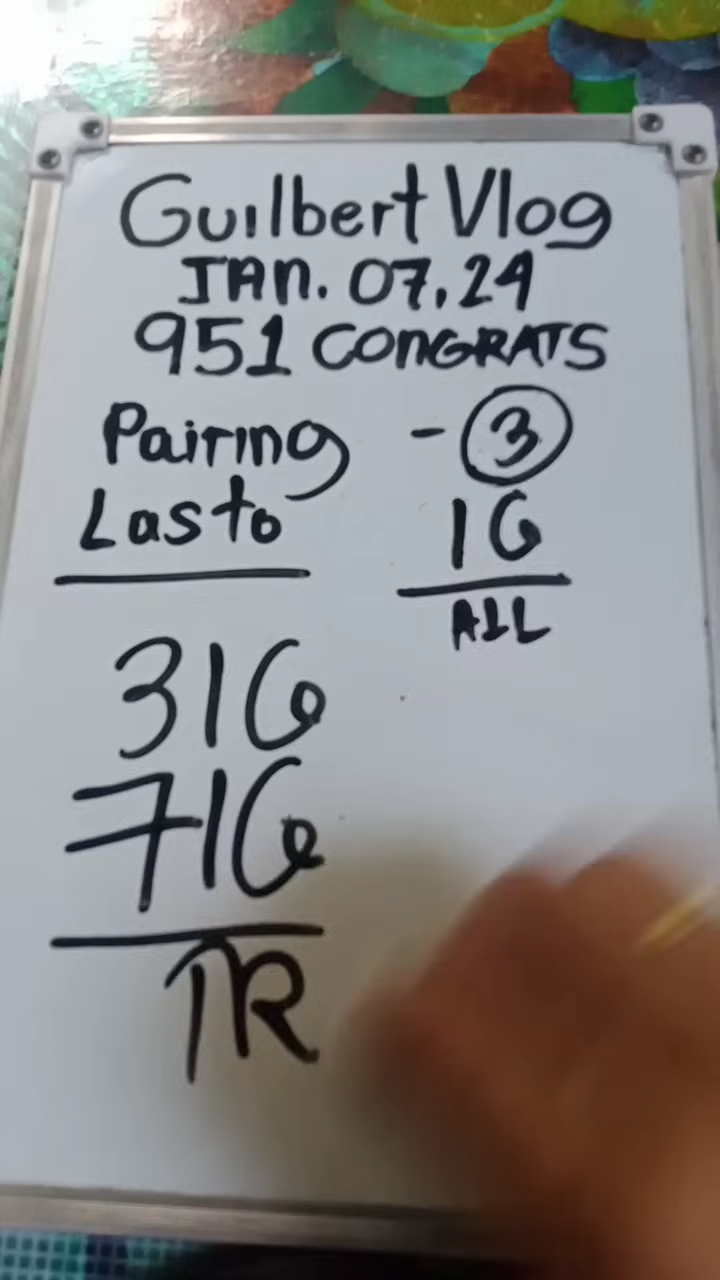 Guilbert Vlog
JAN. 07.24
951 CONGRATS
Pairing - 3
Lasto 16
ALL
316
716
TR